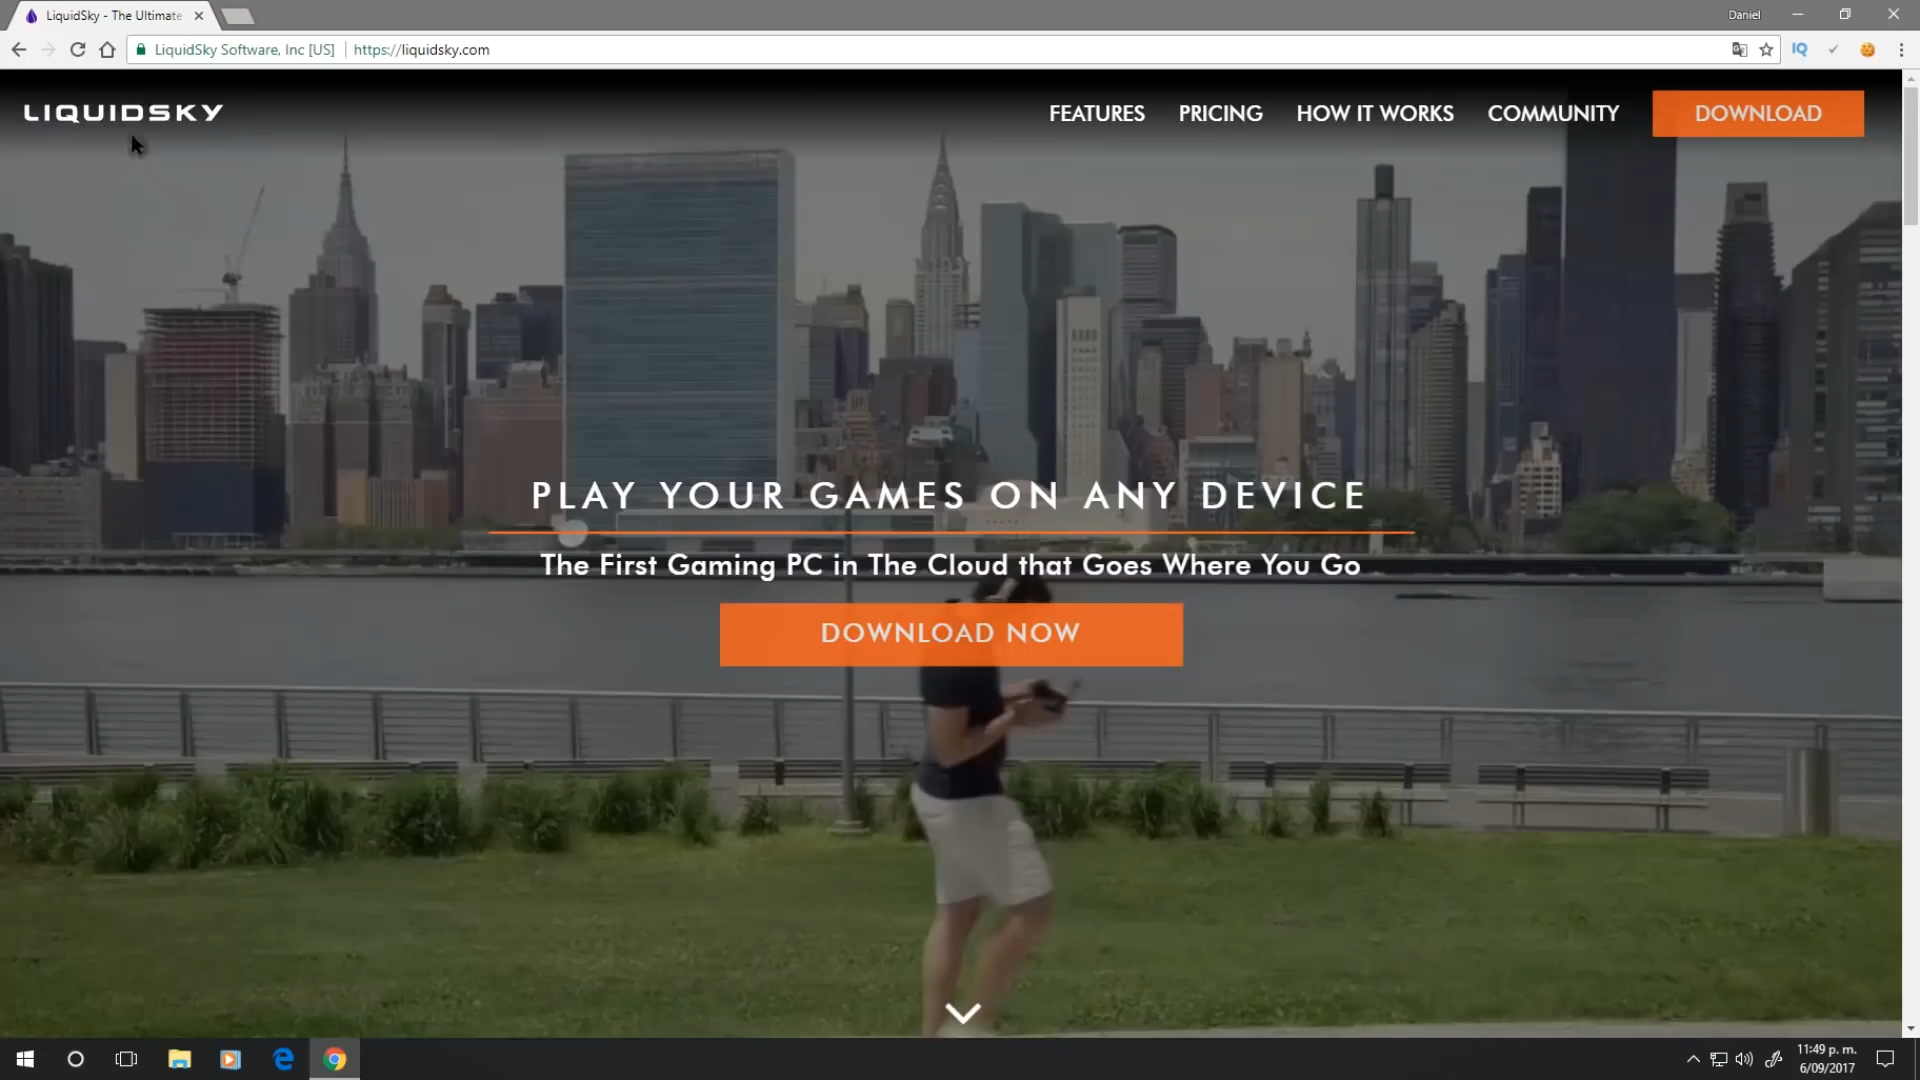 LiquidSky - The Ultimate
Daniel
LiquidSky Software, Inc [US] https://liquidsky.com
IQ
LIQUIDSKY
FEATURES PRICING HOW IT WORKS COMMUNITY DOWNLOAD
PLAY YOUR GAMES ON ANY DEVICE
The First Gaming PC in The Cloud that Goes Where You Go
DOWNLOAD NOW
11:49 p. m.
6/09/2017